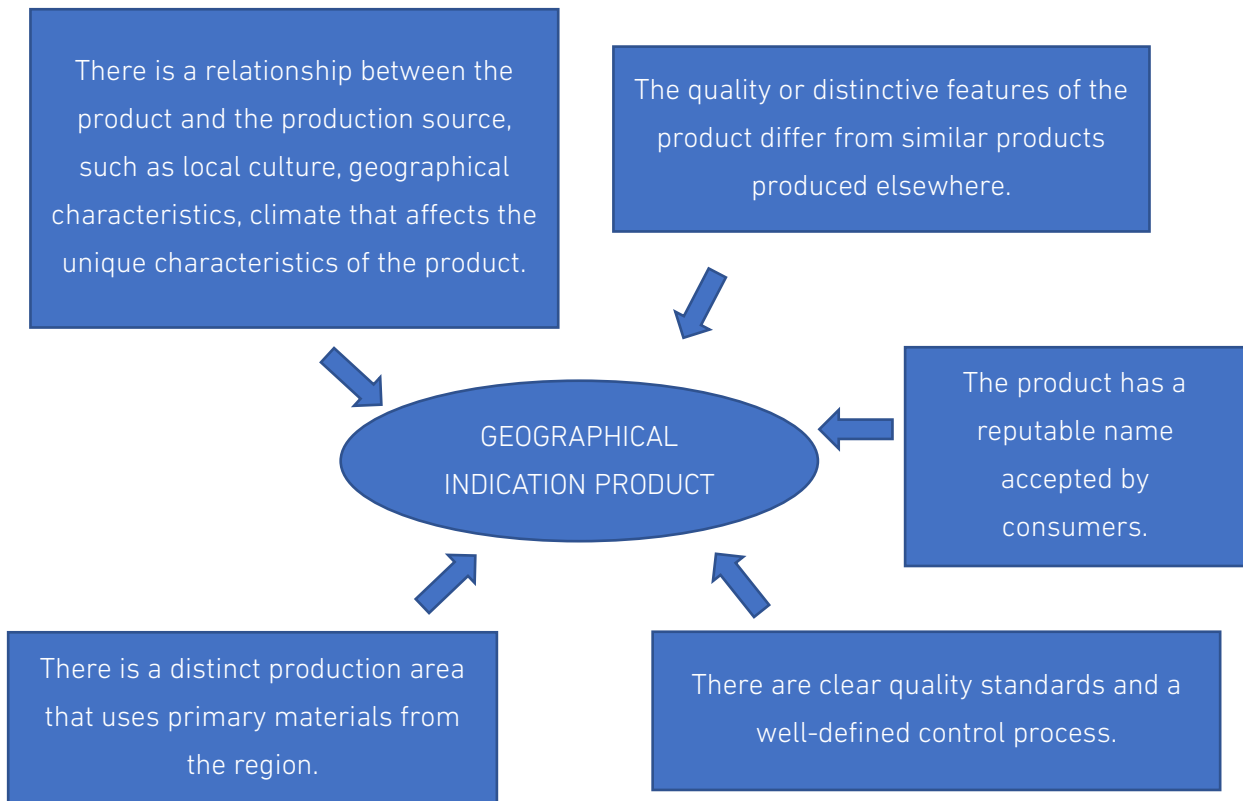 There is a relationship between the
product and the production source,
such as local culture, geographical
characteristics, climate that affects the
unique characteristics of the product.
The quality or distinctive features of the
product differ from similar products
produced elsewhere.
The product has a
reputable name
accepted by
consumers.
GEOGRAPHICAL
INDICATION PRODUCT
There is a distinct production area
that uses primary materials from
the region.
There are clear quality standards and a
well-defined control process.